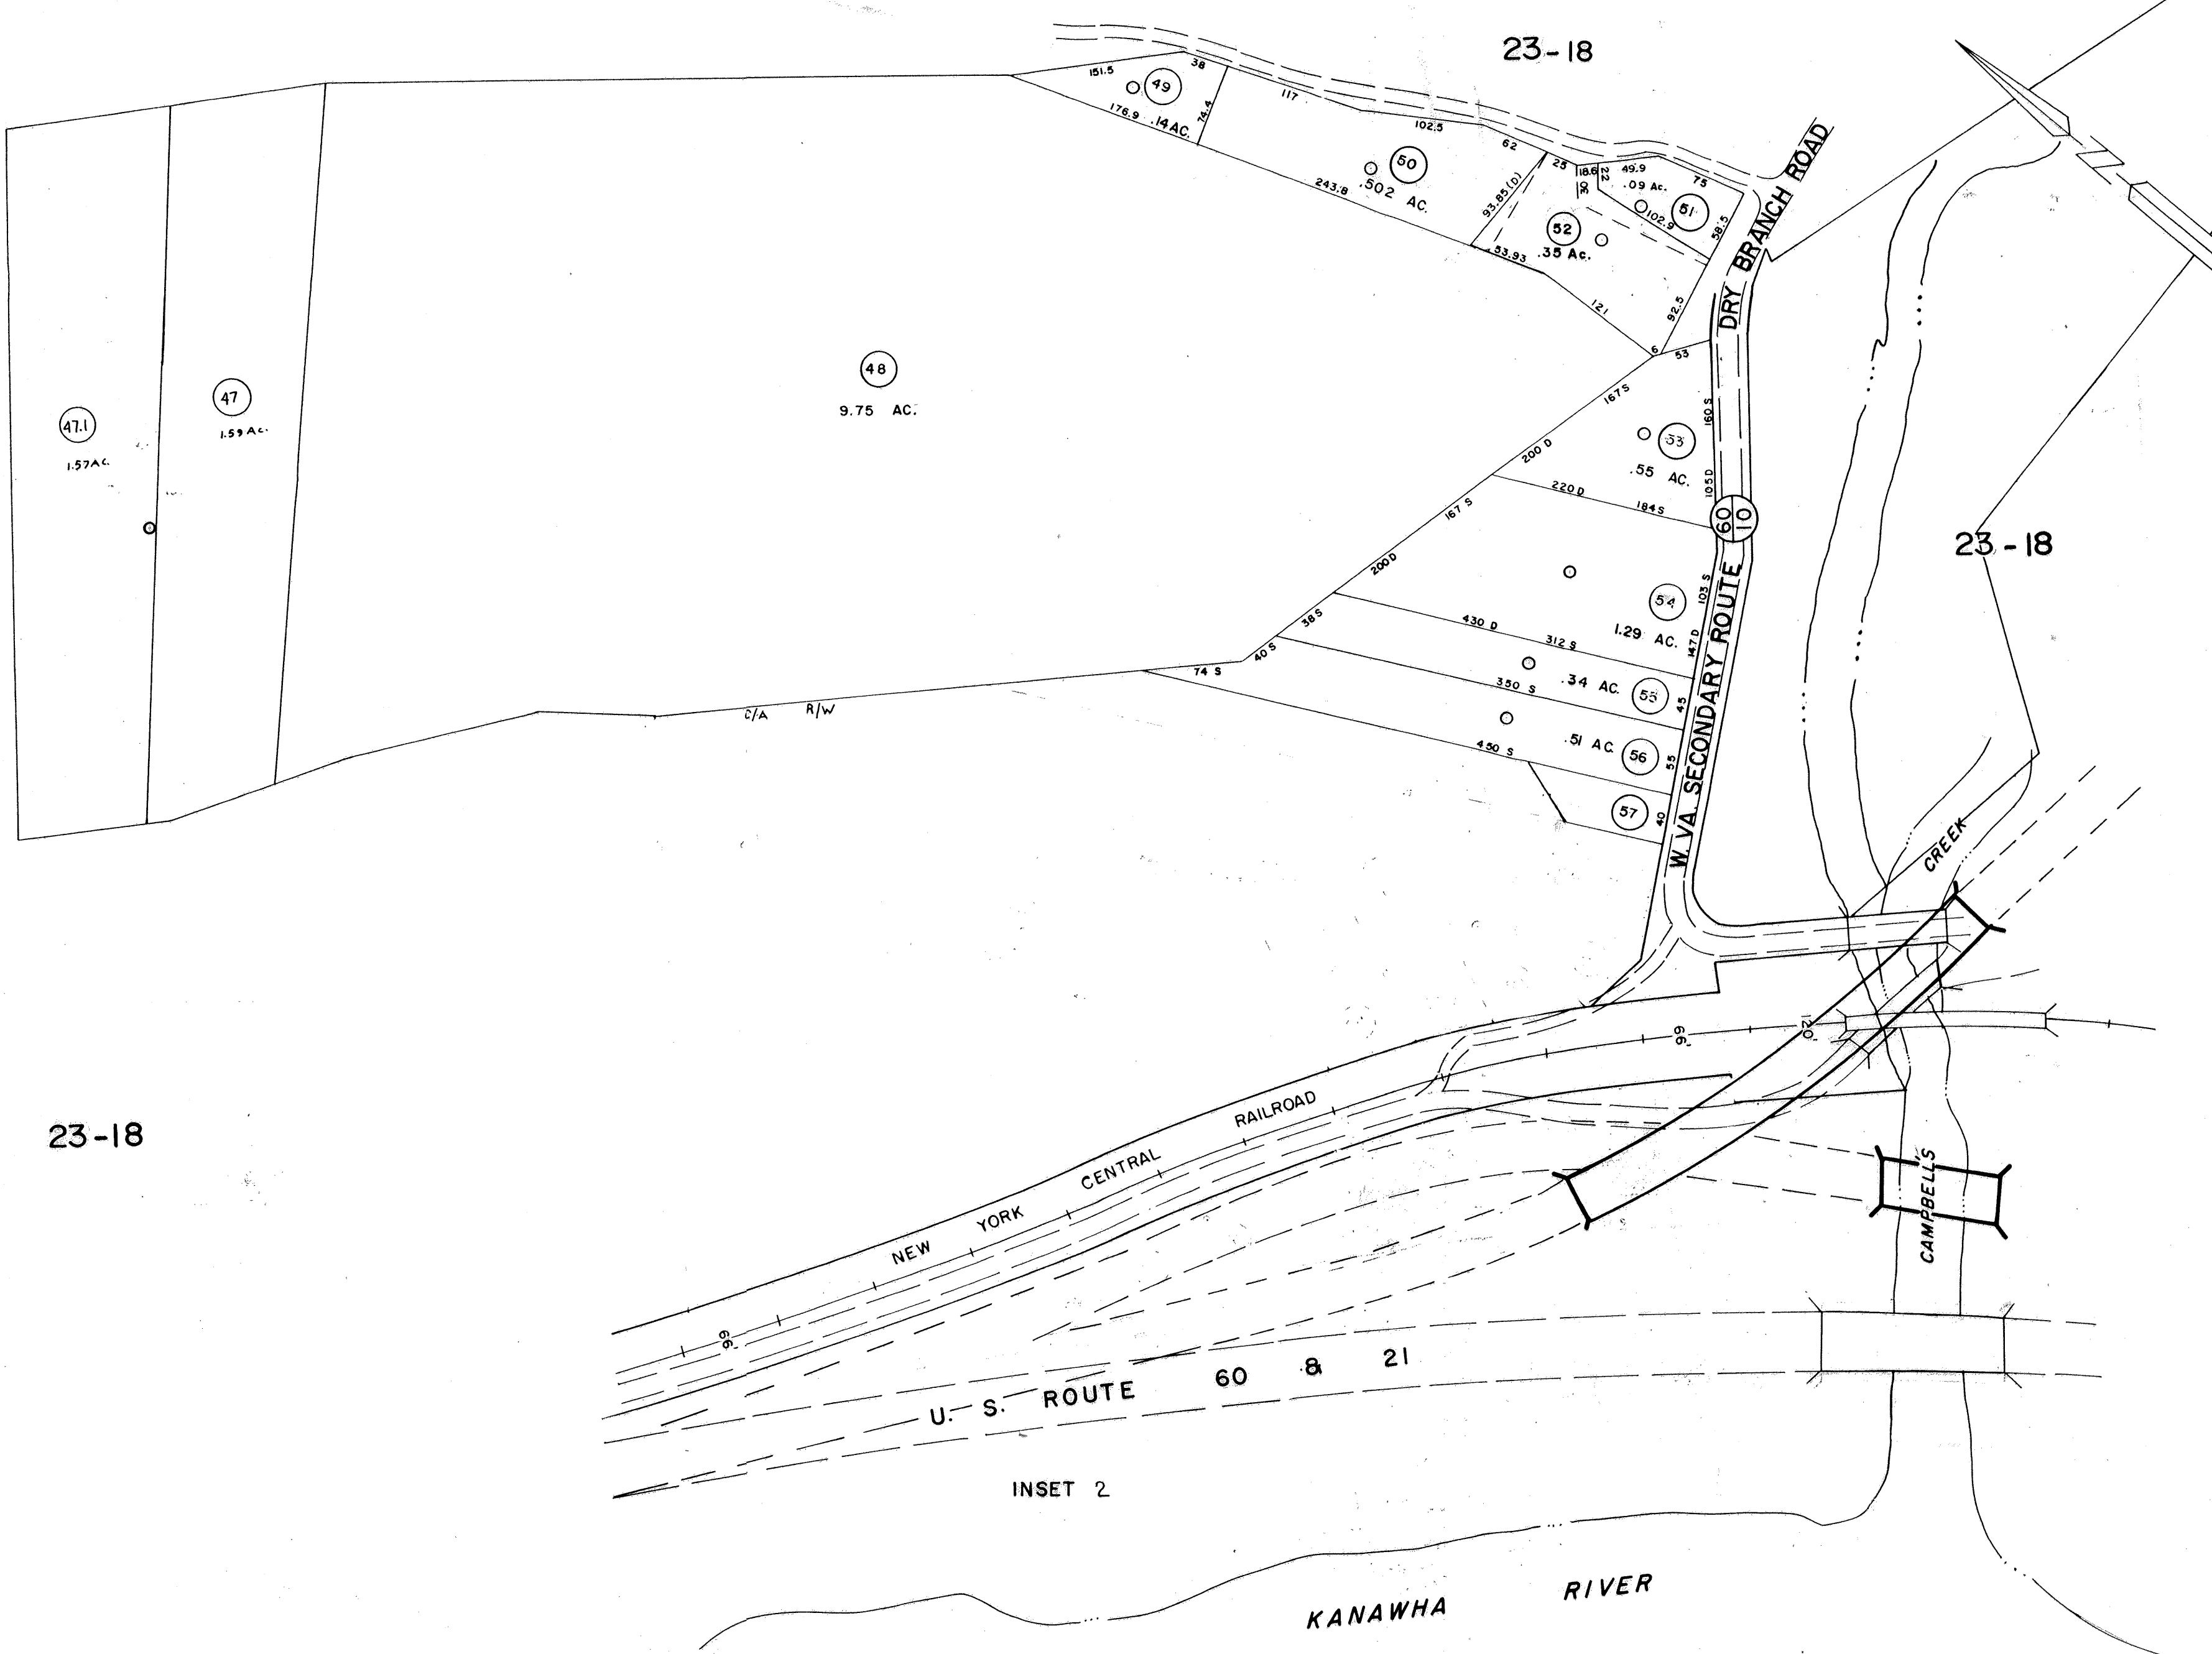 23-18
151.5
38
49
176.9
.14 AC.
74.4
117
102.5
62
50
.502 AC.
243.8
93.85 (D)
25
18.6
30
22
49.9
.09 Ac.
75
51
102.9
58.5
52
.35 Ac.
53.93
121
92.5
6
53
DRY BRANCH ROAD
48
9.75 AC.
47
1.59 Ac.
47.1
1.57 AC.
167 S
160 S
53
.55 AC.
200 D
105 D
220 D
184 S
60
10
167 S
23-18
200 D
103 S
54
1.29 AC.
147 D
38 S
430 D
312 S
40 S
74 S
.34 AC.
55
350 S
45
C/A R/W
.51 AC.
56
450 S
55
57
40
W. VA. SECONDARY ROUTE
CREEK
66'
120'
23-18
NEW YORK CENTRAL RAILROAD
CAMPBELL'S
66'
U. S. ROUTE 60 & 21
INSET 2
KANAWHA RIVER